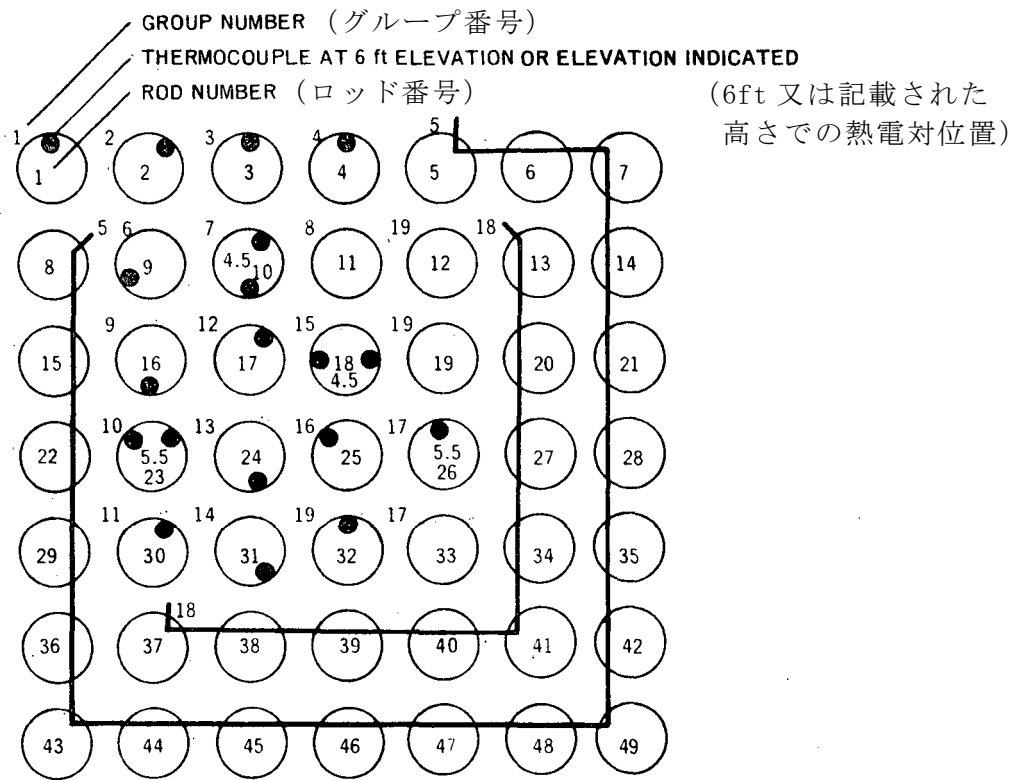 GROUP NUMBER (グループ番号)
THERMOCOUPLE AT 6 ft ELEVATION OR ELEVATION INDICATED
ROD NUMBER (ロッド番号)
(6ft 又は記載された
高さでの熱電対位置)
1 2 3 4 5
1 2 3 4 5 6 7
5 6 7 8 19 18
8 9 4.5 10 11 12 13 14
9 12 15 19
15 16 17 18 4.5 19 20 21
10 13 16 17
22 5.5 23 24 25 5.5 26 27 28
11 14 19 17
29 30 31 32 33 34 35
18
36 37 38 39 40 41 42
43 44 45 46 47 48 49